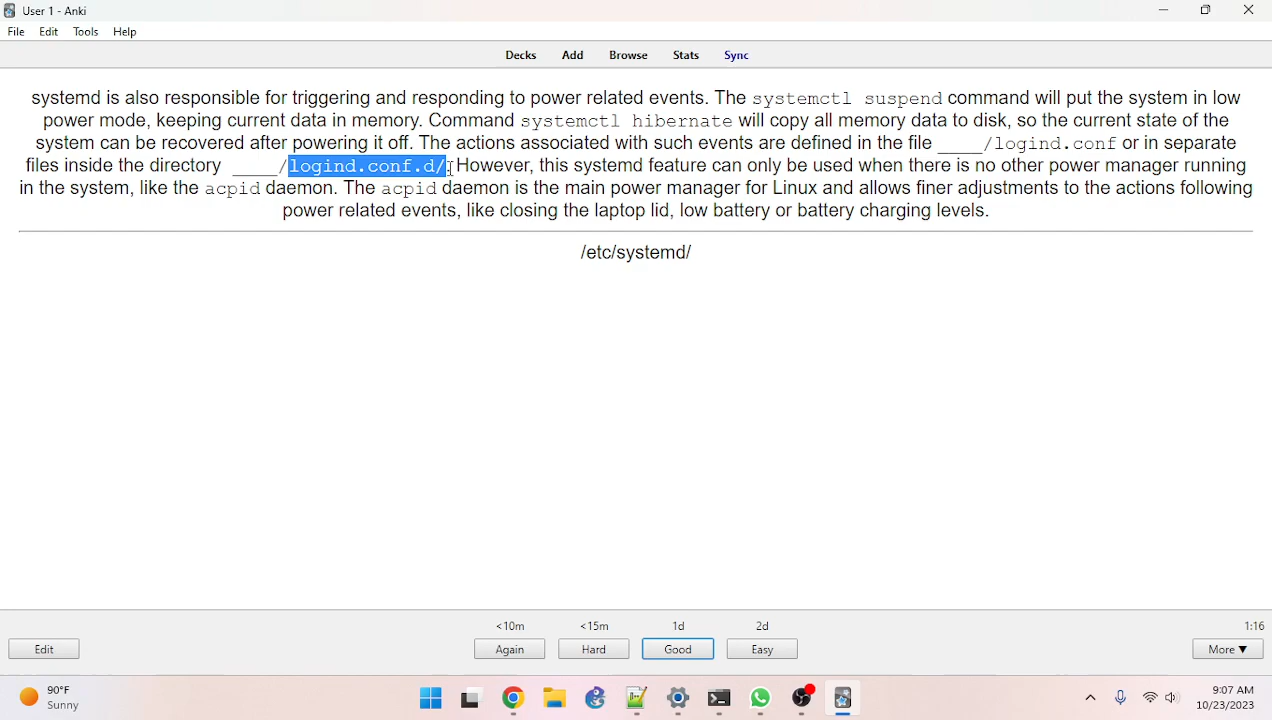 User 1 - Anki
File Edit Tools Help
Decks Add Browse Stats Sync
systemd is also responsible for triggering and responding to power related events. The systemctl suspend command will put the system in low
power mode, keeping current data in memory. Command systemctl hibernate will copy all memory data to disk, so the current state of the
system can be recovered after powering it off. The actions associated with such events are defined in the file ____/logind.conf or in separate
files inside the directory ____/logind.conf.d/. However, this systemd feature can only be used when there is no other power manager running
in the system, like the acpid daemon. The acpid daemon is the main power manager for Linux and allows finer adjustments to the actions following
power related events, like closing the laptop lid, low battery or battery charging levels.
/etc/systemd/
<10m <15m 1d 2d 1:16
Edit Again Hard Good Easy More ▼
90°F
Sunny
9:07 AM
10/23/2023